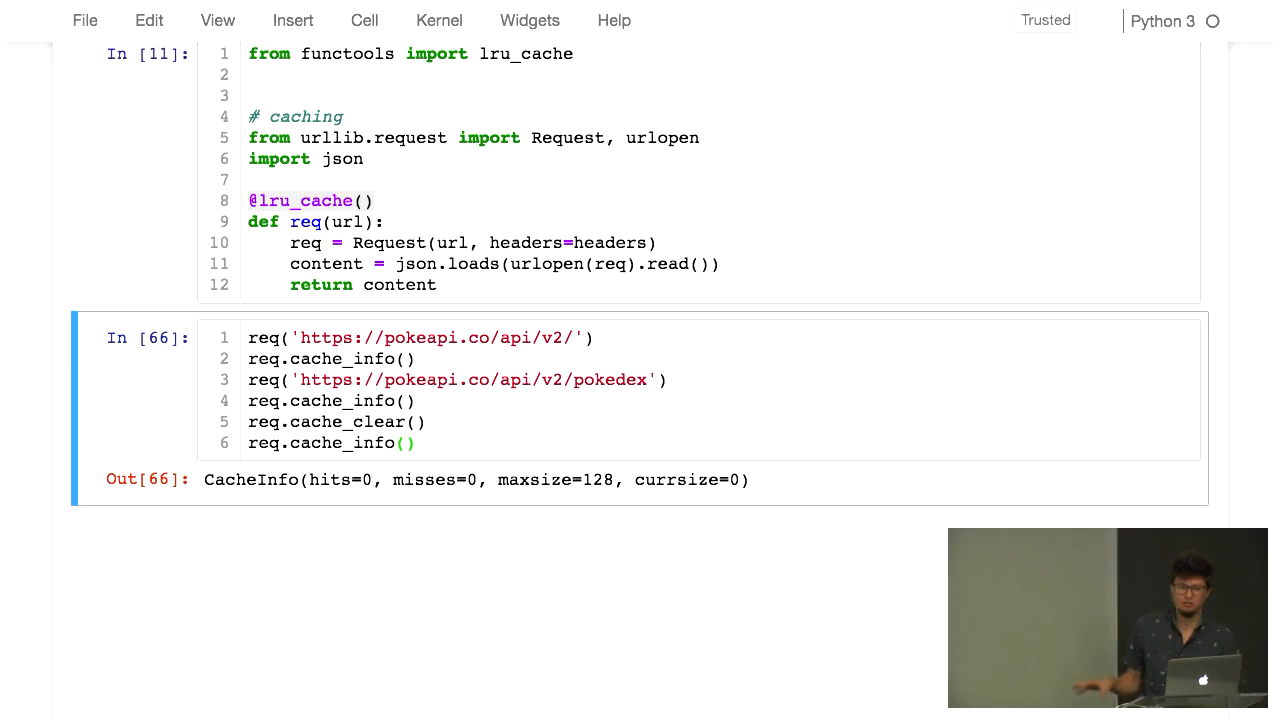 File Edit View Insert Cell Kernel Widgets Help Trusted Python 3
In [11]:
1 from functools import lru_cache
2
3
4 # caching
5 from urllib.request import Request, urlopen
6 import json
7
8 @lru_cache()
9 def req(url):
10 req = Request(url, headers=headers)
11 content = json.loads(urlopen(req).read())
12 return content
In [66]:
1 req('https://pokeapi.co/api/v2/')
2 req.cache_info()
3 req('https://pokeapi.co/api/v2/pokedex')
4 req.cache_info()
5 req.cache_clear()
6 req.cache_info()
Out[66]: CacheInfo(hits=0, misses=0, maxsize=128, currsize=0)